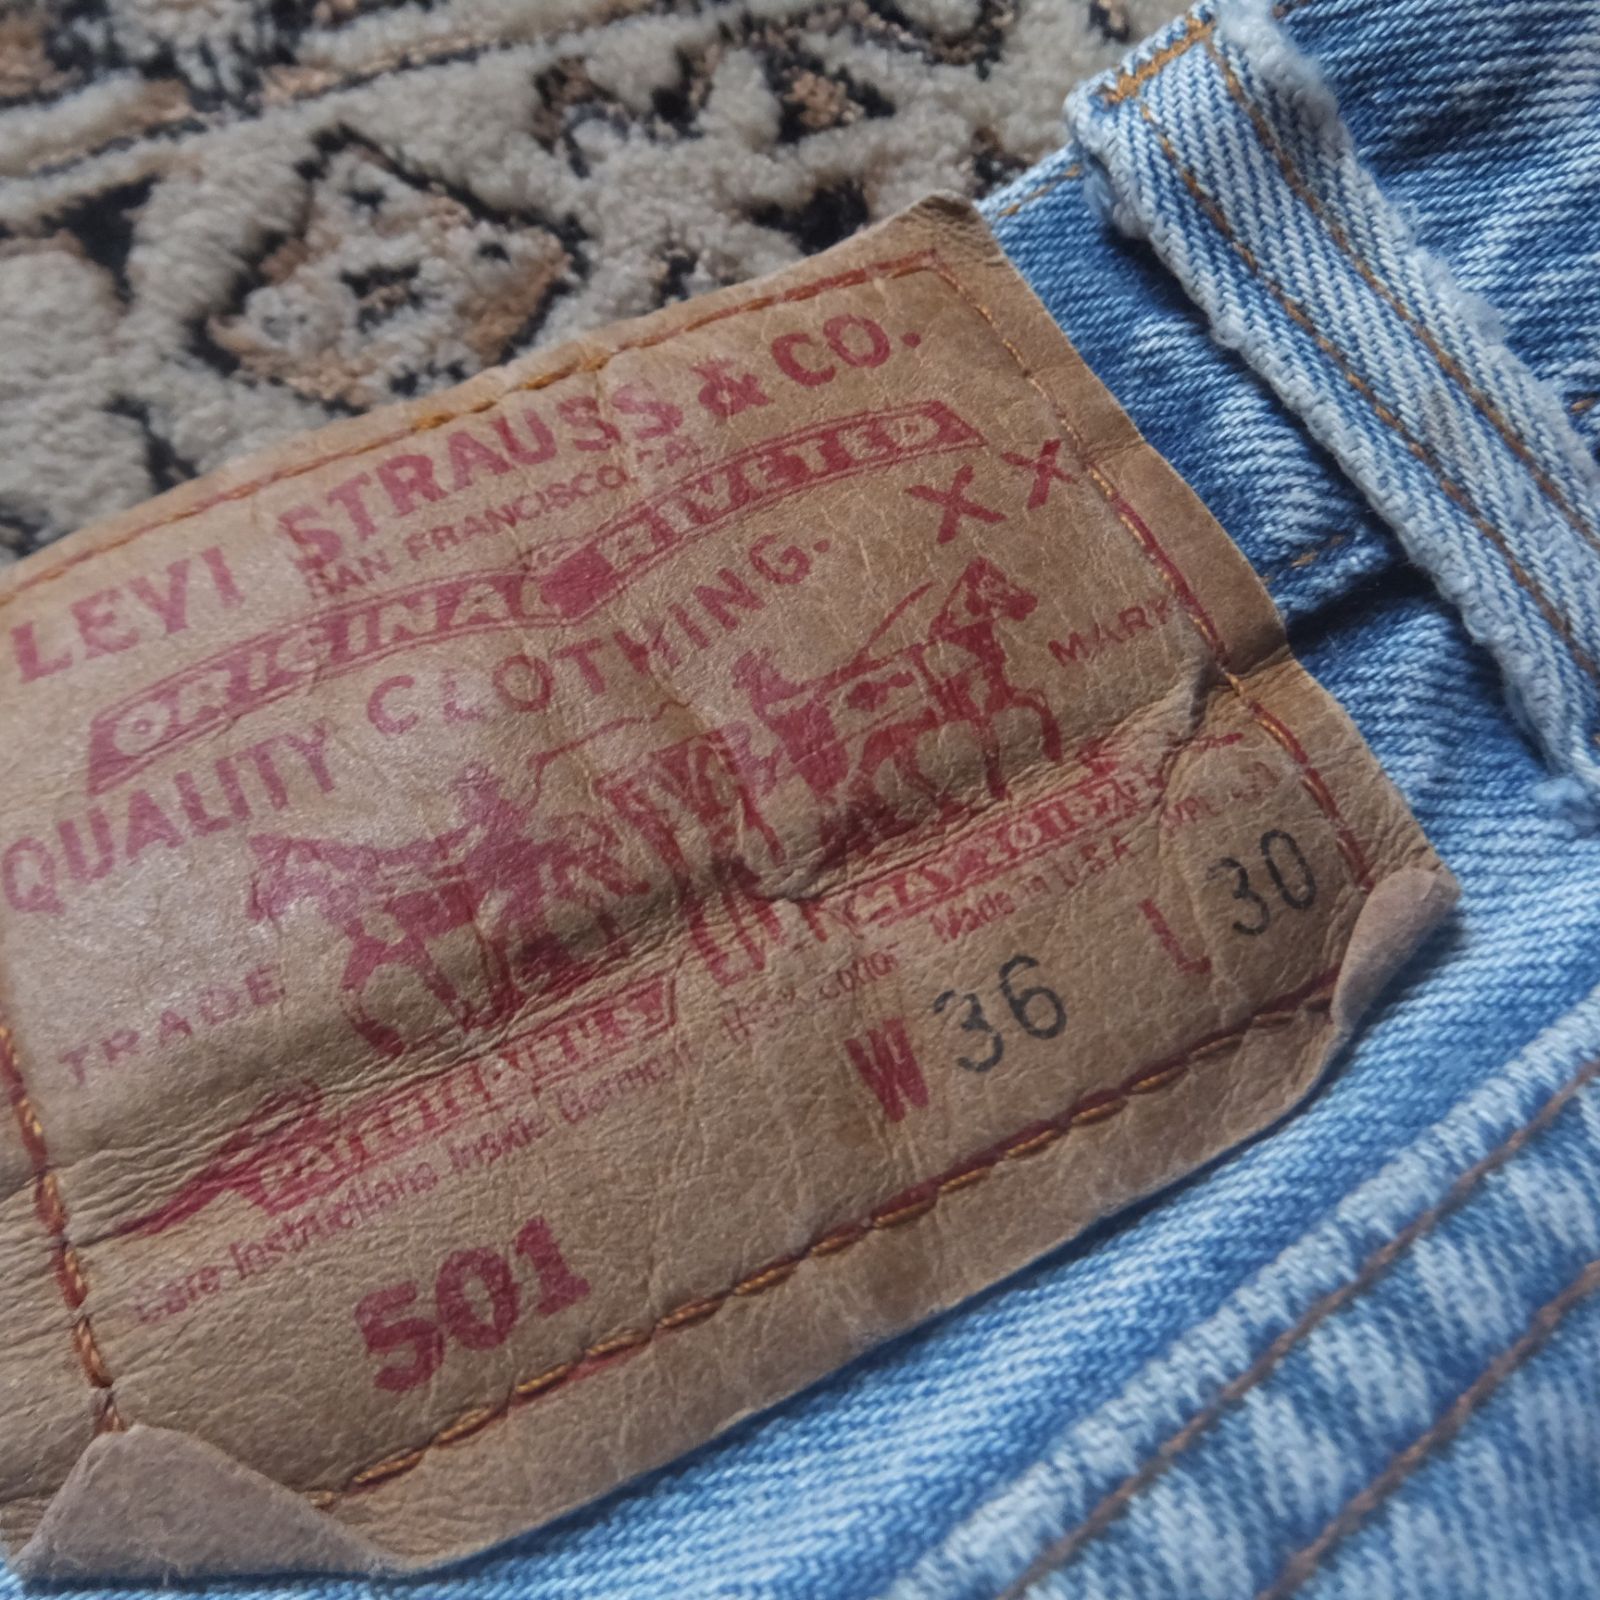 LEVI STRAUSS & CO.
SAN FRANCISCO, CAL.
ORIGINAL RIVETED
QUALITY CLOTHING.
XX
TRADE MARK
Made in U.S.A.
Care Instructions Inside Garment
W 36 L 30
501